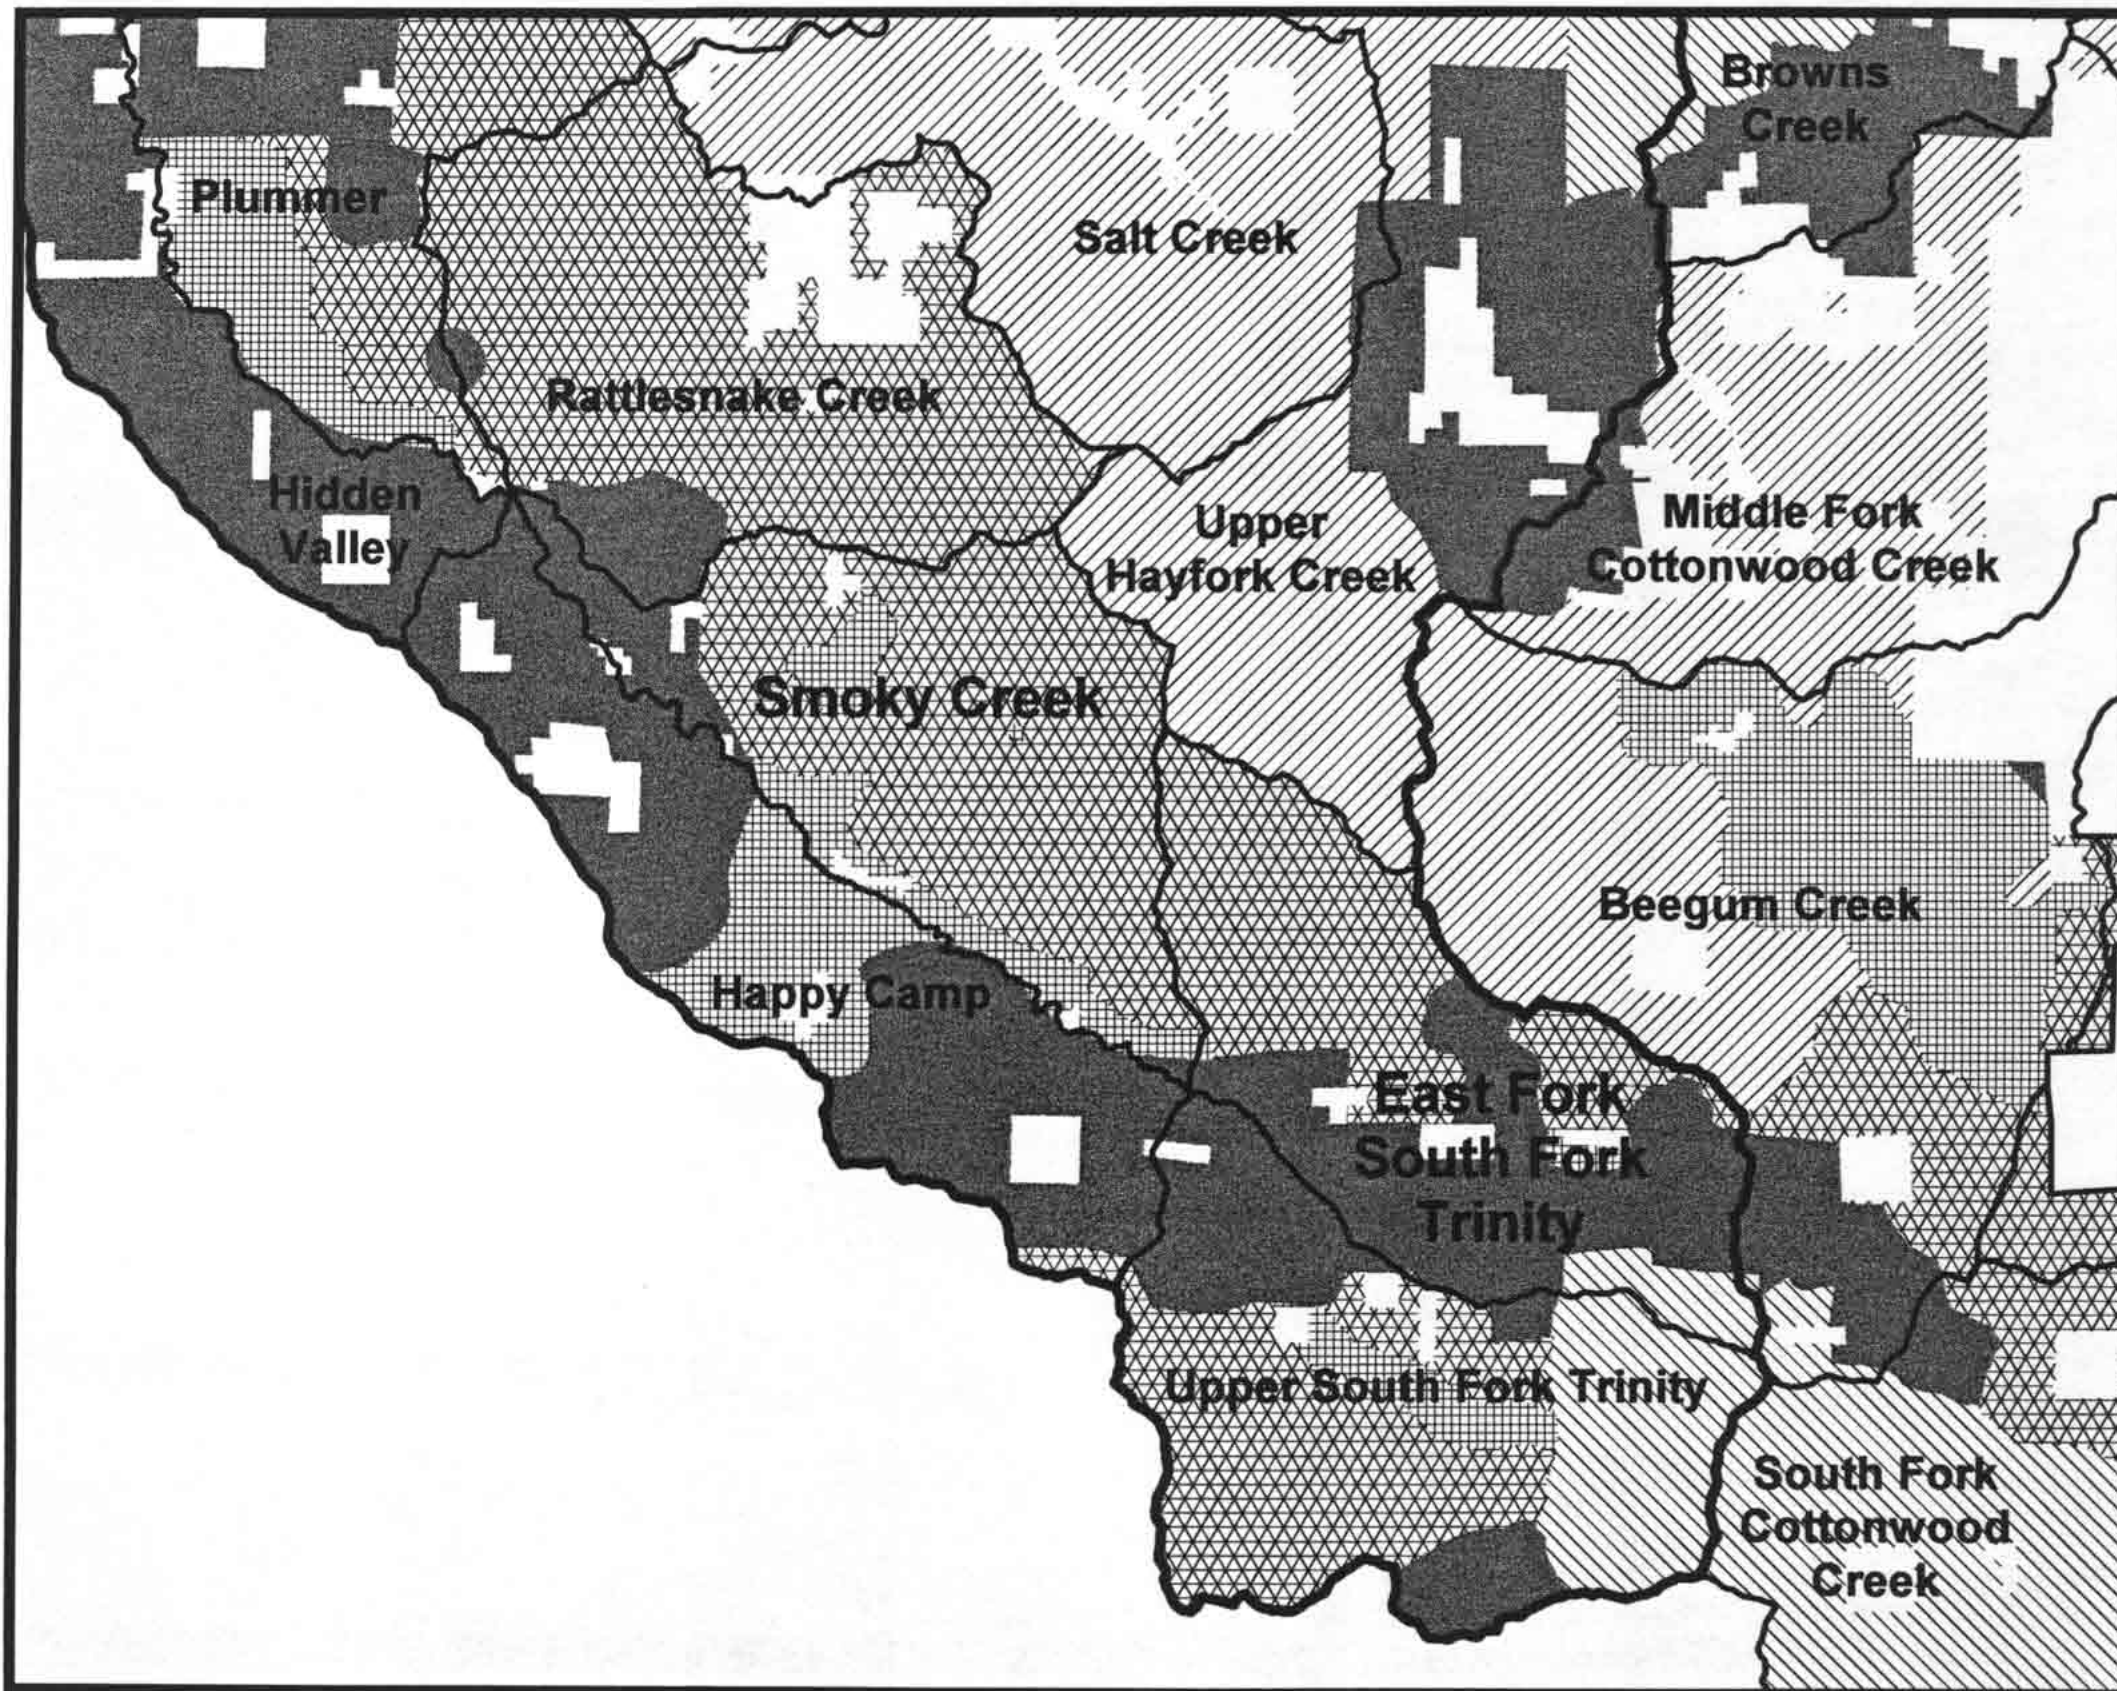 Browns
Creek
Plummer
Salt Creek
Rattlesnake Creek
Hidden
Valley
Upper
Hayfork Creek
Middle Fork
Cottonwood Creek
Smoky Creek
Beegum Creek
Happy Camp
East Fork
South Fork
Trinity
Upper South Fork Trinity
South Fork
Cottonwood
Creek